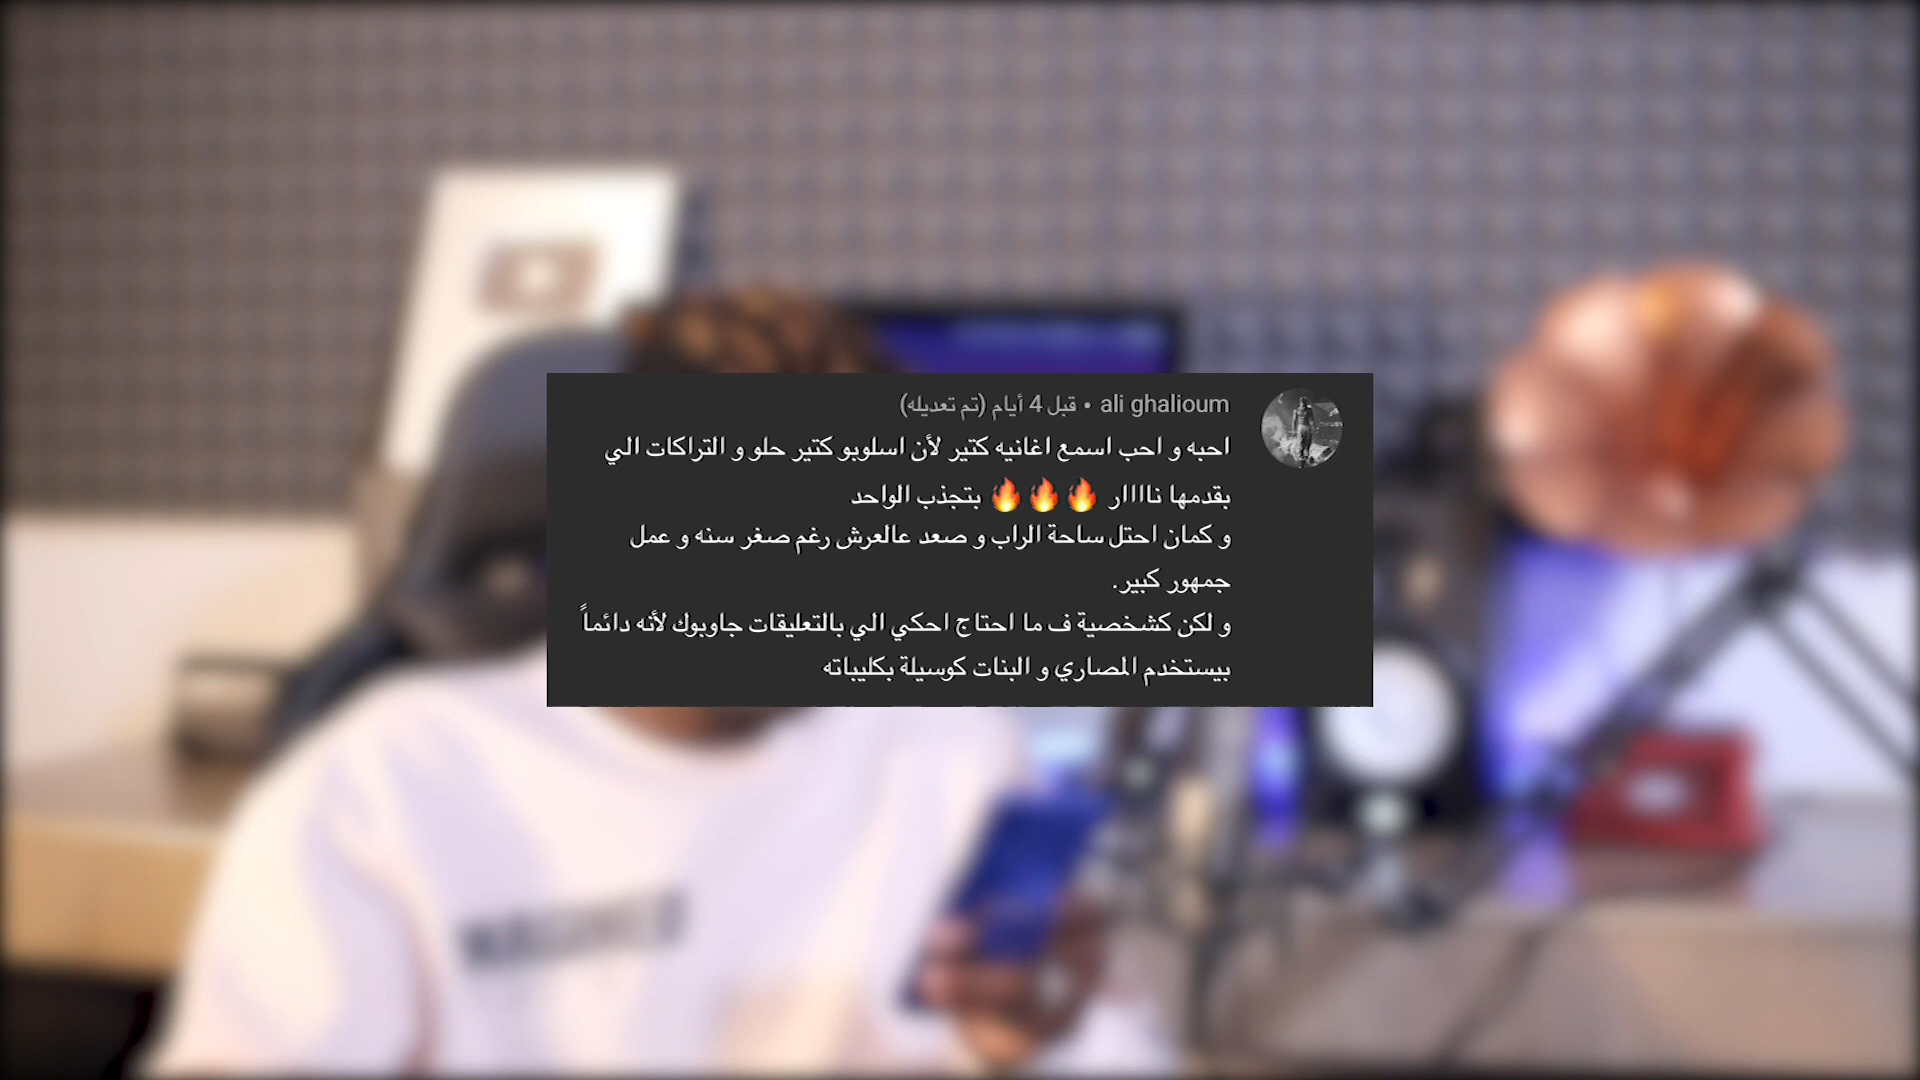 ali ghalioum • قبل 4 أيام (تم تعديله)
احبه و احب اسمع اغانيه كتير لأن اسلوبو كتير حلو و التراكات الي
بقدمها ناااار 🔥🔥🔥 بتجذب الواحد
و كمان احتل ساحة الراب و صعد عالعرش رغم صغر سنه و عمل
جمهور كبير.
و لكن كشخصية ف ما احتاج احكي الي بالتعليقات جاوبوك لأنه دائماً
بيستخدم المصاري و البنات كوسيلة بكليباته